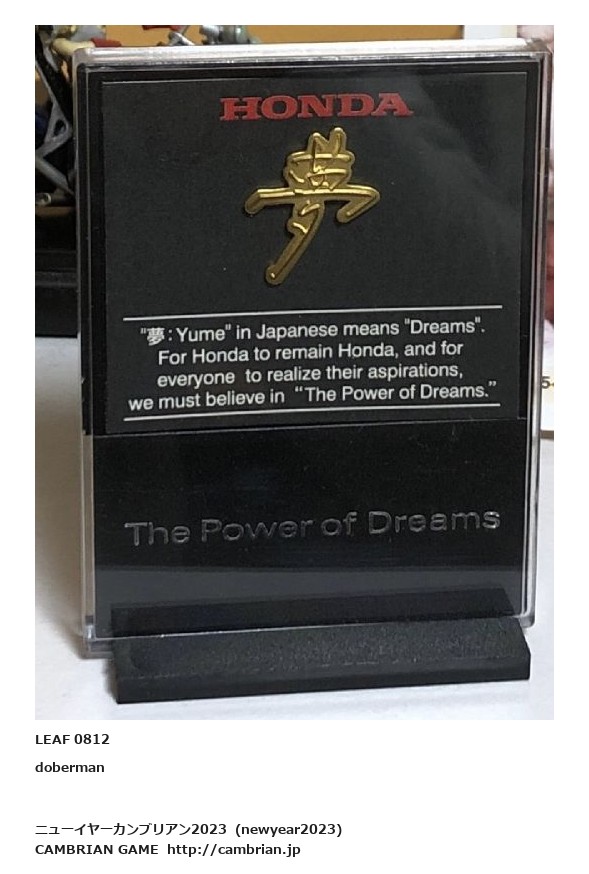 HONDA
夢
"夢:Yume" in Japanese means "Dreams".
For Honda to remain Honda, and for
everyone to realize their aspirations,
we must believe in “The Power of Dreams.”
The Power of Dreams
LEAF 0812
doberman
ニューイヤーカンブリアン2023 (newyear2023)
CAMBRIAN GAME http://cambrian.jp